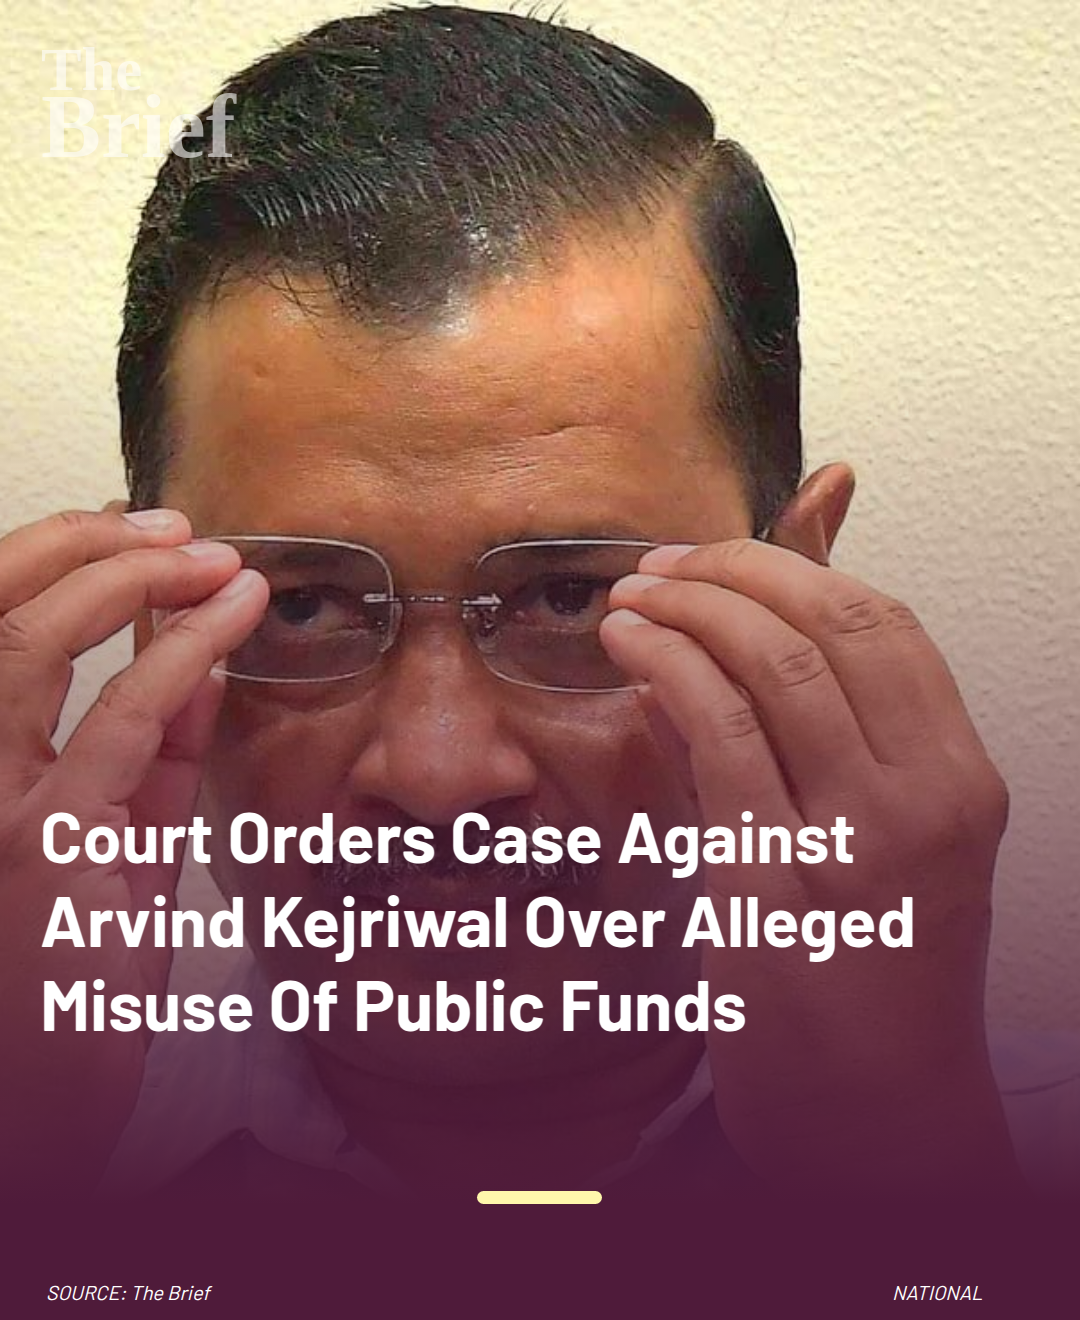 The
Brief
Court Orders Case Against
Arvind Kejriwal Over Alleged
Misuse Of Public Funds
SOURCE: The Brief
NATIONAL